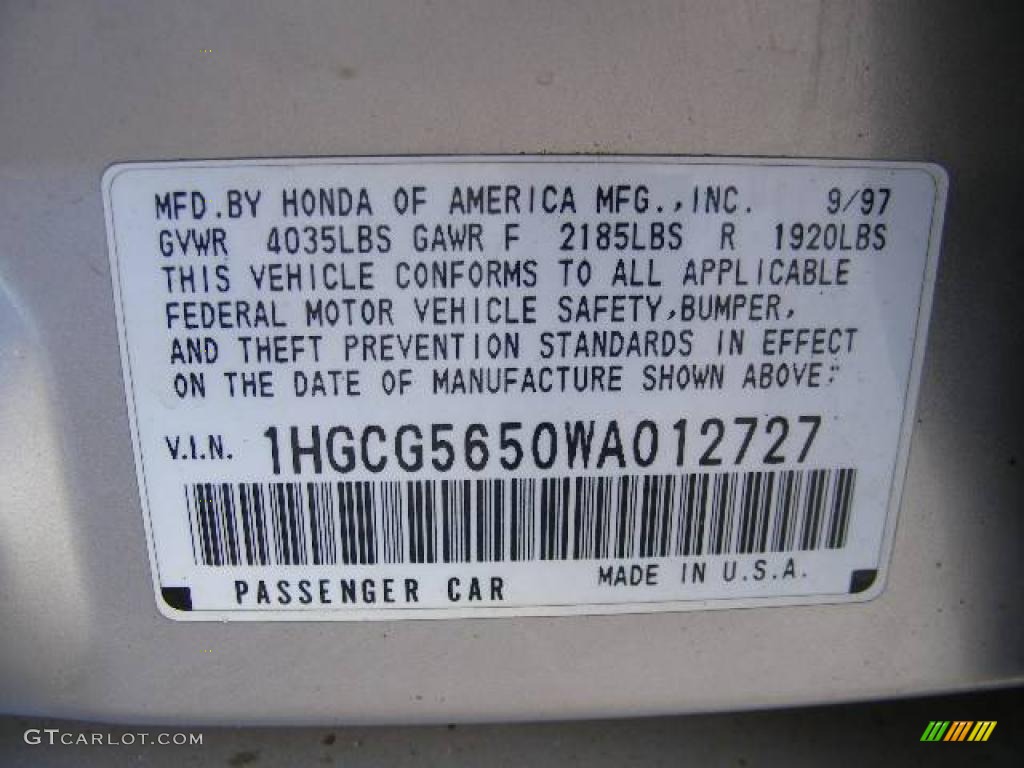 MFD.BY HONDA OF AMERICA MFG.,INC. 9/97
GVWR 4035LBS GAWR F 2185LBS R 1920LBS
THIS VEHICLE CONFORMS TO ALL APPLICABLE
FEDERAL MOTOR VEHICLE SAFETY,BUMPER,
AND THEFT PREVENTION STANDARDS IN EFFECT
ON THE DATE OF MANUFACTURE SHOWN ABOVE.
V.I.N. 1HGCG5650WA012727
PASSENGER CAR MADE IN U.S.A.
GTCARLOT.COM